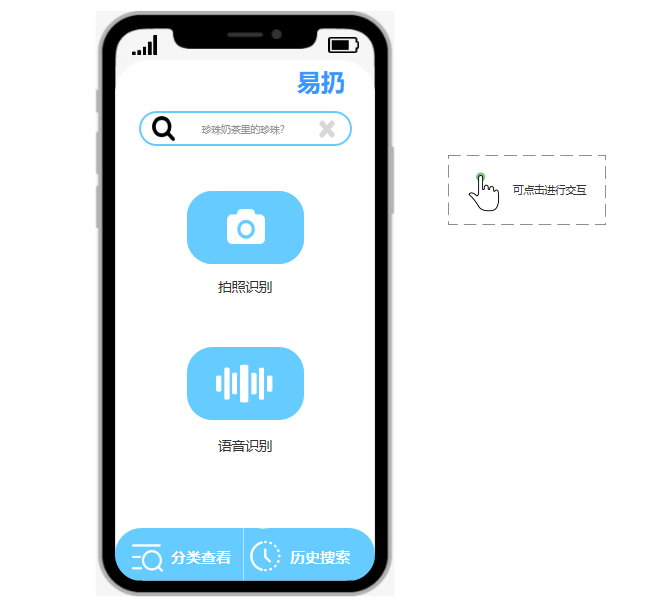 易扔
珍珠奶茶里的珍珠？
可点击进行交互
拍照识别
语音识别
分类查看
历史搜索